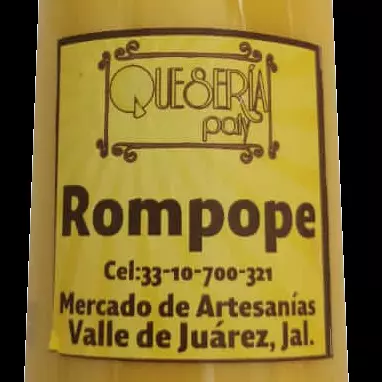 QUESERÍA
paty
Rompope
Cel:33-10-700-321
Mercado de Artesanías
Valle de Juárez, Jal.